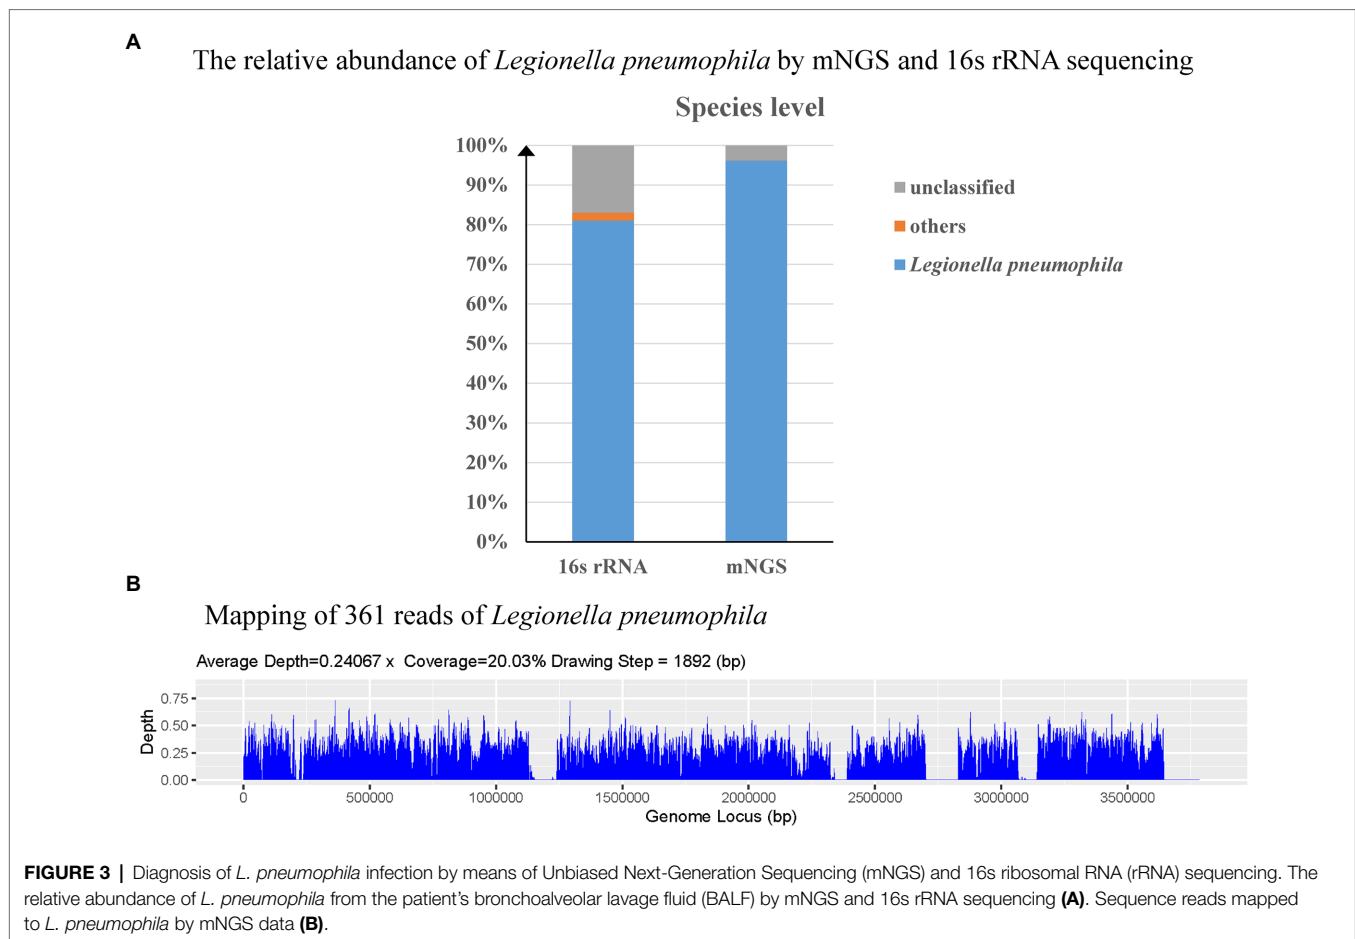 A
The relative abundance of Legionella pneumophila by mNGS and 16s rRNA sequencing
Species level
100%
90%
80%
70%
60%
50%
40%
30%
20%
10%
0%
16s rRNA
mNGS
unclassified
others
Legionella pneumophila
B
Mapping of 361 reads of Legionella pneumophila
Average Depth=0.24067 x  Coverage=20.03% Drawing Step = 1892 (bp)
Depth
0.75
0.50
0.25
0.00
0
500000
1000000
1500000
2000000
2500000
3000000
3500000
Genome Locus (bp)
FIGURE 3 | Diagnosis of L. pneumophila infection by means of Unbiased Next-Generation Sequencing (mNGS) and 16s ribosomal RNA (rRNA) sequencing. The
relative abundance of L. pneumophila from the patient’s bronchoalveolar lavage fluid (BALF) by mNGS and 16s rRNA sequencing (A). Sequence reads mapped
to L. pneumophila by mNGS data (B).